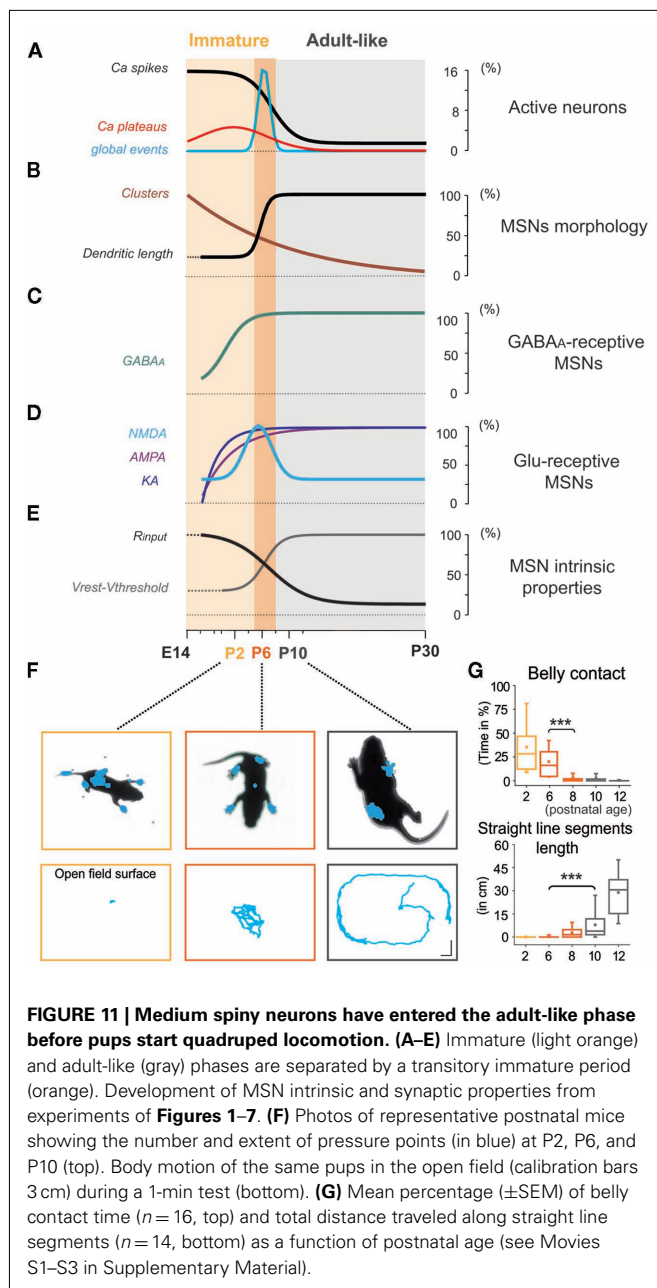 Immature Adult-like
A
Ca spikes
Ca plateaus
global events
16
8
0
(%)
Active neurons
B
Clusters
Dendritic length
100
50
0
MSNs morphology
C
GABAA
100
50
0
GABAA-receptive
MSNs
D
NMDA
AMPA
KA
(%)
100
50
0
Glu-receptive
MSNs
E
Rinput
Vrest-Vthreshold
(%)
100
50
0
MSN intrinsic
properties
E14 P2 P6 P10 P30
F
Open field surface
G
Belly contact
(Time in %)
100
75
50
25
0
***
2 6 8 10 12
(postnatal age)
Straight line segments
length
(in cm)
60
45
30
15
0
***
2 6 8 10 12
FIGURE 11 | Medium spiny neurons have entered the adult-like phase
before pups start quadruped locomotion. (A–E) Immature (light orange)
and adult-like (gray) phases are separated by a transitory immature period
(orange). Development of MSN intrinsic and synaptic properties from
experiments of Figures 1–7. (F) Photos of representative postnatal mice
showing the number and extent of pressure points (in blue) at P2, P6, and
P10 (top). Body motion of the same pups in the open field (calibration bars
3 cm) during a 1-min test (bottom). (G) Mean percentage (±SEM) of belly
contact time (n = 16, top) and total distance traveled along straight line
segments (n = 14, bottom) as a function of postnatal age (see Movies
S1–S3 in Supplementary Material).